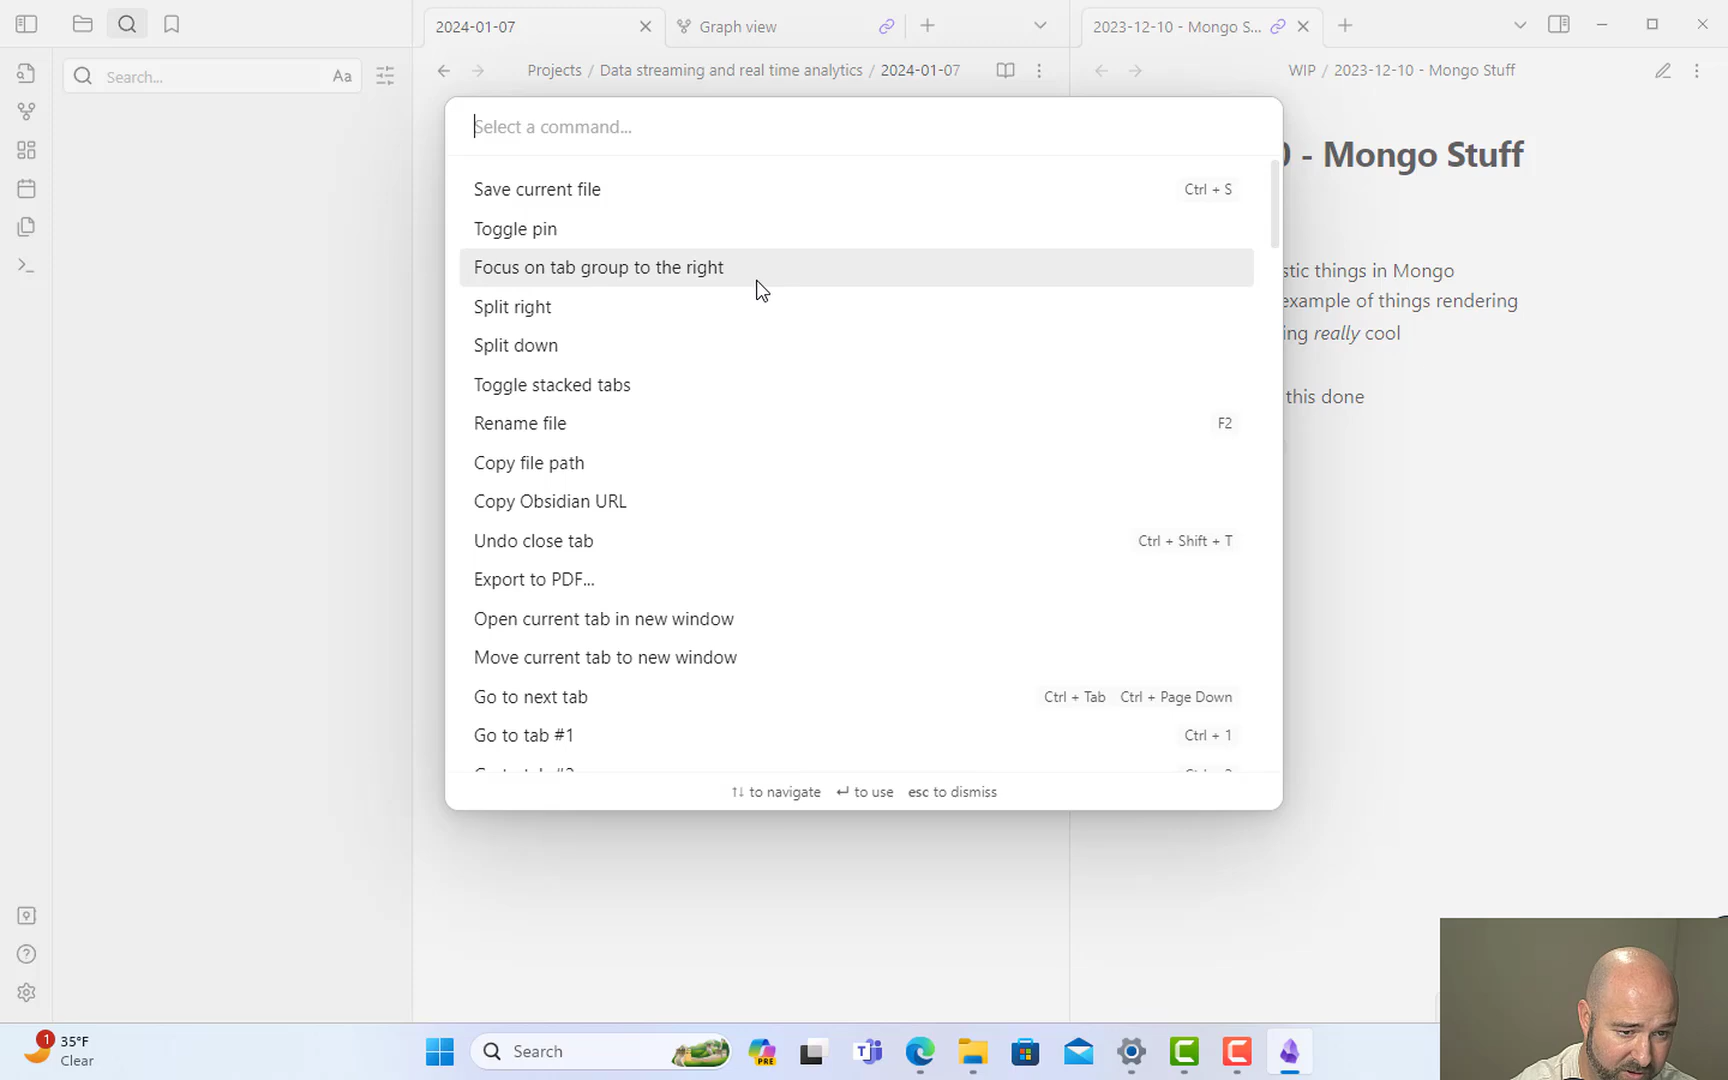 2024-01-07
Graph view
2023-12-10 - Mongo S...
Search...
Aa
Projects / Data streaming and real time analytics / 2024-01-07
WIP / 2023-12-10 - Mongo Stuff
Select a command...
Save current file Ctrl + S
Toggle pin
Focus on tab group to the right
Split right
Split down
Toggle stacked tabs
Rename file F2
Copy file path
Copy Obsidian URL
Undo close tab Ctrl + Shift + T
Export to PDF...
Open current tab in new window
Move current tab to new window
Go to next tab Ctrl + Tab Ctrl + Page Down
Go to tab #1 Ctrl + 1
↑↓ to navigate ↵ to use esc to dismiss
- Mongo Stuff
stic things in Mongo
example of things rendering
ing really cool
this done
1
35°F
Clear
Search
PRE